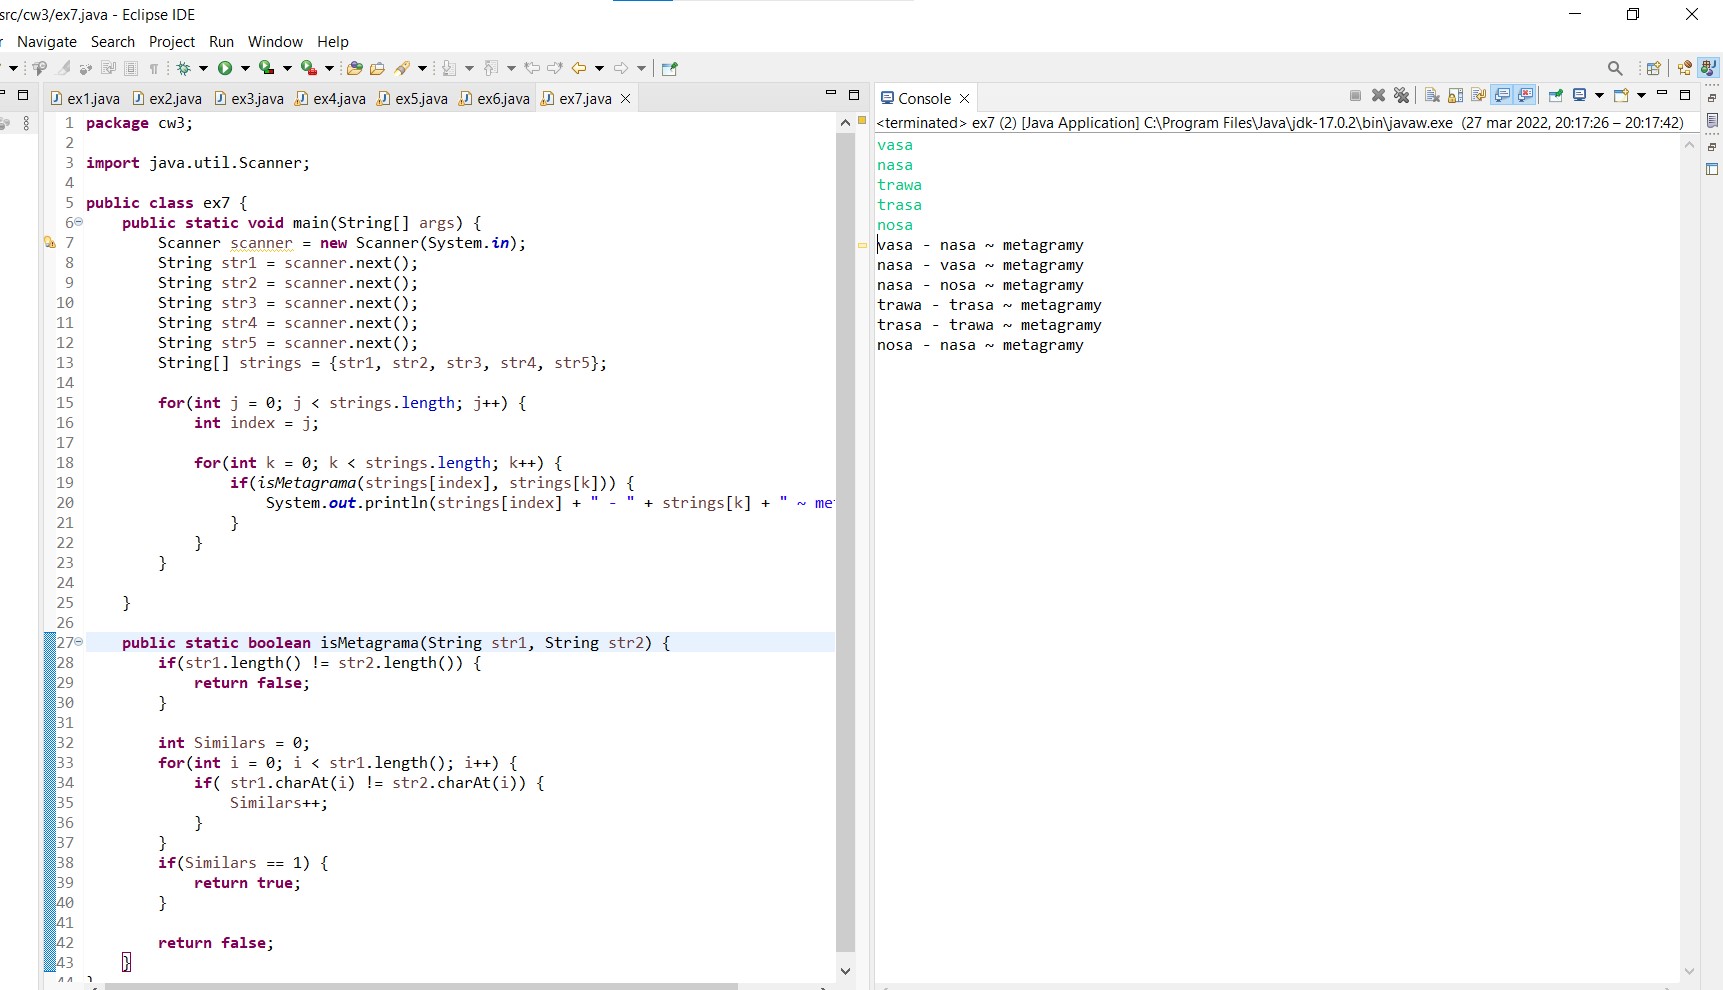 src/cw3/ex7.java - Eclipse IDE
Navigate Search Project Run Window Help
ex1.java ex2.java ex3.java ex4.java ex5.java ex6.java ex7.java
1 package cw3;
2
3 import java.util.Scanner;
4
5 public class ex7 {
6 public static void main(String[] args) {
7 Scanner scanner = new Scanner(System.in);
8 String str1 = scanner.next();
9 String str2 = scanner.next();
10 String str3 = scanner.next();
11 String str4 = scanner.next();
12 String str5 = scanner.next();
13 String[] strings = {str1, str2, str3, str4, str5};
14
15 for(int j = 0; j < strings.length; j++) {
16 int index = j;
17
18 for(int k = 0; k < strings.length; k++) {
19 if(isMetagrama(strings[index], strings[k])) {
20 System.out.println(strings[index] + " - " + strings[k] + " ~ me
21 }
22 }
23 }
24
25 }
26
27 public static boolean isMetagrama(String str1, String str2) {
28 if(str1.length() != str2.length()) {
29 return false;
30 }
31
32 int Similars = 0;
33 for(int i = 0; i < str1.length(); i++) {
34 if( str1.charAt(i) != str2.charAt(i)) {
35 Similars++;
36 }
37 }
38 if(Similars == 1) {
39 return true;
40 }
41
42 return false;
43 }
44 }
Console
<terminated> ex7 (2) [Java Application] C:\Program Files\Java\jdk-17.0.2\bin\javaw.exe (27 mar 2022, 20:17:26 – 20:17:42)
vasa
nasa
trawa
trasa
nosa
vasa - nasa ~ metagramy
nasa - vasa ~ metagramy
nasa - nosa ~ metagramy
trawa - trasa ~ metagramy
trasa - trawa ~ metagramy
nosa - nasa ~ metagramy